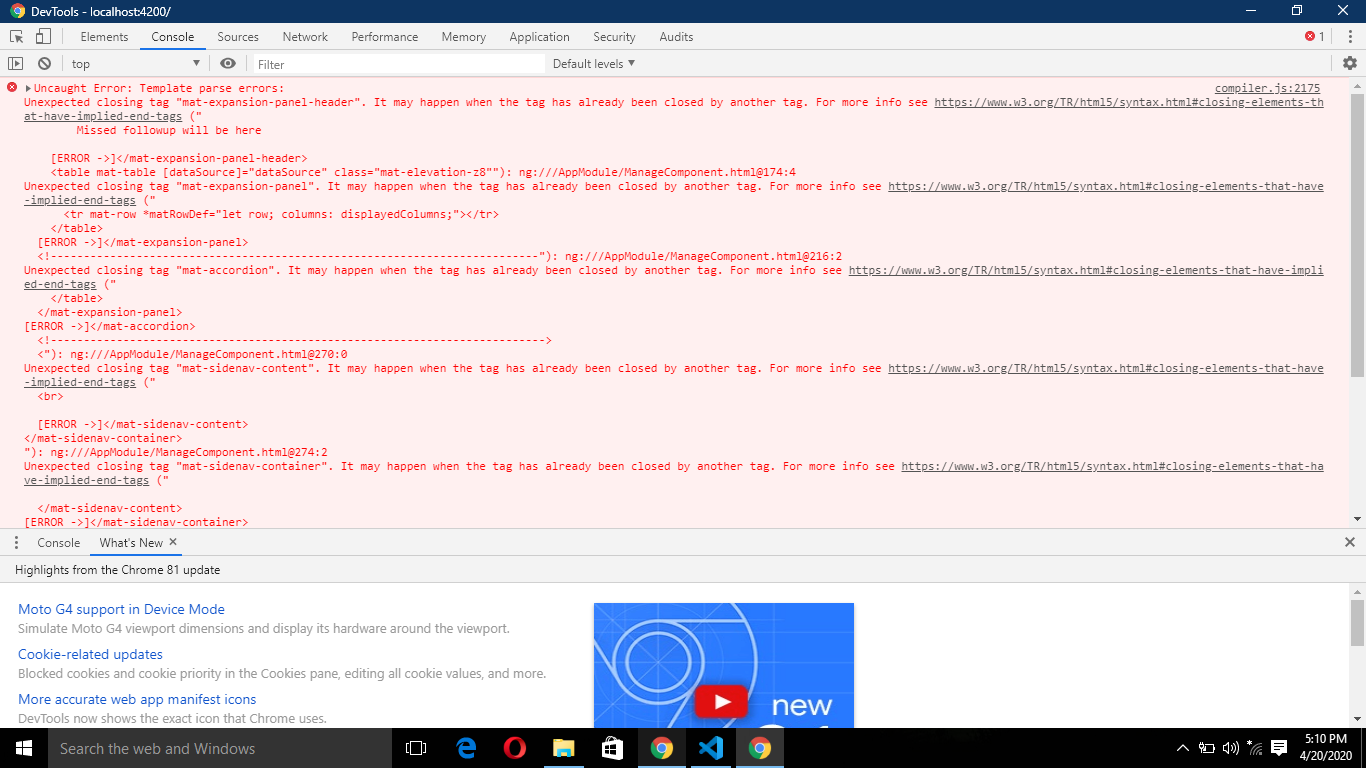 DevTools - localhost:4200/
Elements Console Sources Network Performance Memory Application Security Audits 1
top Filter Default levels
Uncaught Error: Template parse errors: compiler.js:2175
Unexpected closing tag "mat-expansion-panel-header". It may happen when the tag has already been closed by another tag. For more info see https://www.w3.org/TR/html5/syntax.html#closing-elements-th
at-have-implied-end-tags ("
Missed followup will be here
[ERROR ->]</mat-expansion-panel-header>
<table mat-table [dataSource]="dataSource" class="mat-elevation-z8""): ng:///AppModule/ManageComponent.html@174:4
Unexpected closing tag "mat-expansion-panel". It may happen when the tag has already been closed by another tag. For more info see https://www.w3.org/TR/html5/syntax.html#closing-elements-that-have
-implied-end-tags ("
<tr mat-row *matRowDef="let row; columns: displayedColumns;"></tr>
</table>
[ERROR ->]</mat-expansion-panel>
<!--------------------------------------------------------------------------"): ng:///AppModule/ManageComponent.html@216:2
Unexpected closing tag "mat-accordion". It may happen when the tag has already been closed by another tag. For more info see https://www.w3.org/TR/html5/syntax.html#closing-elements-that-have-impli
ed-end-tags ("
</table>
</mat-expansion-panel>
[ERROR ->]</mat-accordion>
<!--------------------------------------------------------------------------->
<"): ng:///AppModule/ManageComponent.html@270:0
Unexpected closing tag "mat-sidenav-content". It may happen when the tag has already been closed by another tag. For more info see https://www.w3.org/TR/html5/syntax.html#closing-elements-that-have
-implied-end-tags ("
<br>
[ERROR ->]</mat-sidenav-content>
</mat-sidenav-container>
"): ng:///AppModule/ManageComponent.html@274:2
Unexpected closing tag "mat-sidenav-container". It may happen when the tag has already been closed by another tag. For more info see https://www.w3.org/TR/html5/syntax.html#closing-elements-that-ha
ve-implied-end-tags ("
</mat-sidenav-content>
[ERROR ->]</mat-sidenav-container>
Console What's New
Highlights from the Chrome 81 update
Moto G4 support in Device Mode
Simulate Moto G4 viewport dimensions and display its hardware around the viewport.
Cookie-related updates
Blocked cookies and cookie priority in the Cookies pane, editing all cookie values, and more.
More accurate web app manifest icons
DevTools now shows the exact icon that Chrome uses.
new
Search the web and Windows
5:10 PM
4/20/2020